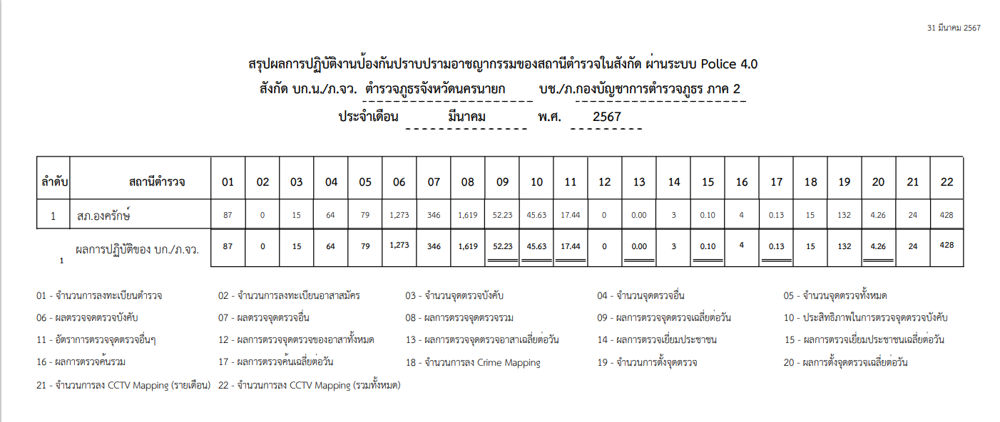 31 มีนาคม 2567
สรุปผลการปฏิบัติงานป้องกันปราบปรามอาชญากรรมของสถานีตำรวจในสังกัด ผ่านระบบ Police 4.0
สังกัด บก.น./ภ.จว. ตำรวจภูธรจังหวัดนครนายก บช./ภ.กองบัญชาการตำรวจภูธร ภาค 2
ประจำเดือน มีนาคม พ.ศ. 2567
ลำดับ สถานีตำรวจ 01 02 03 04 05 06 07 08 09 10 11 12 13 14 15 16 17 18 19 20 21 22
1 สภ.องครักษ์ 87 0 15 64 79 1,273 346 1,619 52.23 45.63 17.44 0 0.00 3 0.10 4 0.13 15 132 4.26 24 428
1 ผลการปฏิบัติของ บก./ภ.จว. 87 0 15 64 79 1,273 346 1,619 52.23 45.63 17.44 0 0.00 3 0.10 4 0.13 15 132 4.26 24 428
01 - จำนวนการลงทะเบียนตำรวจ 02 - จำนวนการลงทะเบียนอาสาสมัคร 03 - จำนวนจุดตรวจบังคับ 04 - จำนวนจุดตรวจอื่น 05 - จำนวนจุดตรวจทั้งหมด
06 - ผลตรวจจุดตรวจบังคับ 07 - ผลตรวจจุดตรวจอื่น 08 - ผลการตรวจจุดตรวจรวม 09 - ผลการตรวจจุดตรวจเฉลี่ยต่อวัน 10 - ประสิทธิภาพในการตรวจจุดตรวจบังคับ
11 - อัตราการตรวจจุดตรวจอื่นๆ 12 - ผลการตรวจจุดตรวจของอาสาทั้งหมด 13 - ผลการตรวจจุดตรวจอาสาเฉลี่ยต่อวัน 14 - ผลการตรวจเยี่ยมประชาชน 15 - ผลการตรวจเยี่ยมประชาชนเฉลี่ยต่อวัน
16 - ผลการตรวจค้นรวม 17 - ผลการตรวจค้นเฉลี่ยต่อวัน 18 - จำนวนการลง Crime Mapping 19 - จำนวนการตั้งจุดตรวจ 20 - ผลการตั้งจุดตรวจเฉลี่ยต่อวัน
21 - จำนวนการลง CCTV Mapping (รายเดือน) 22 - จำนวนการลง CCTV Mapping (รวมทั้งหมด)